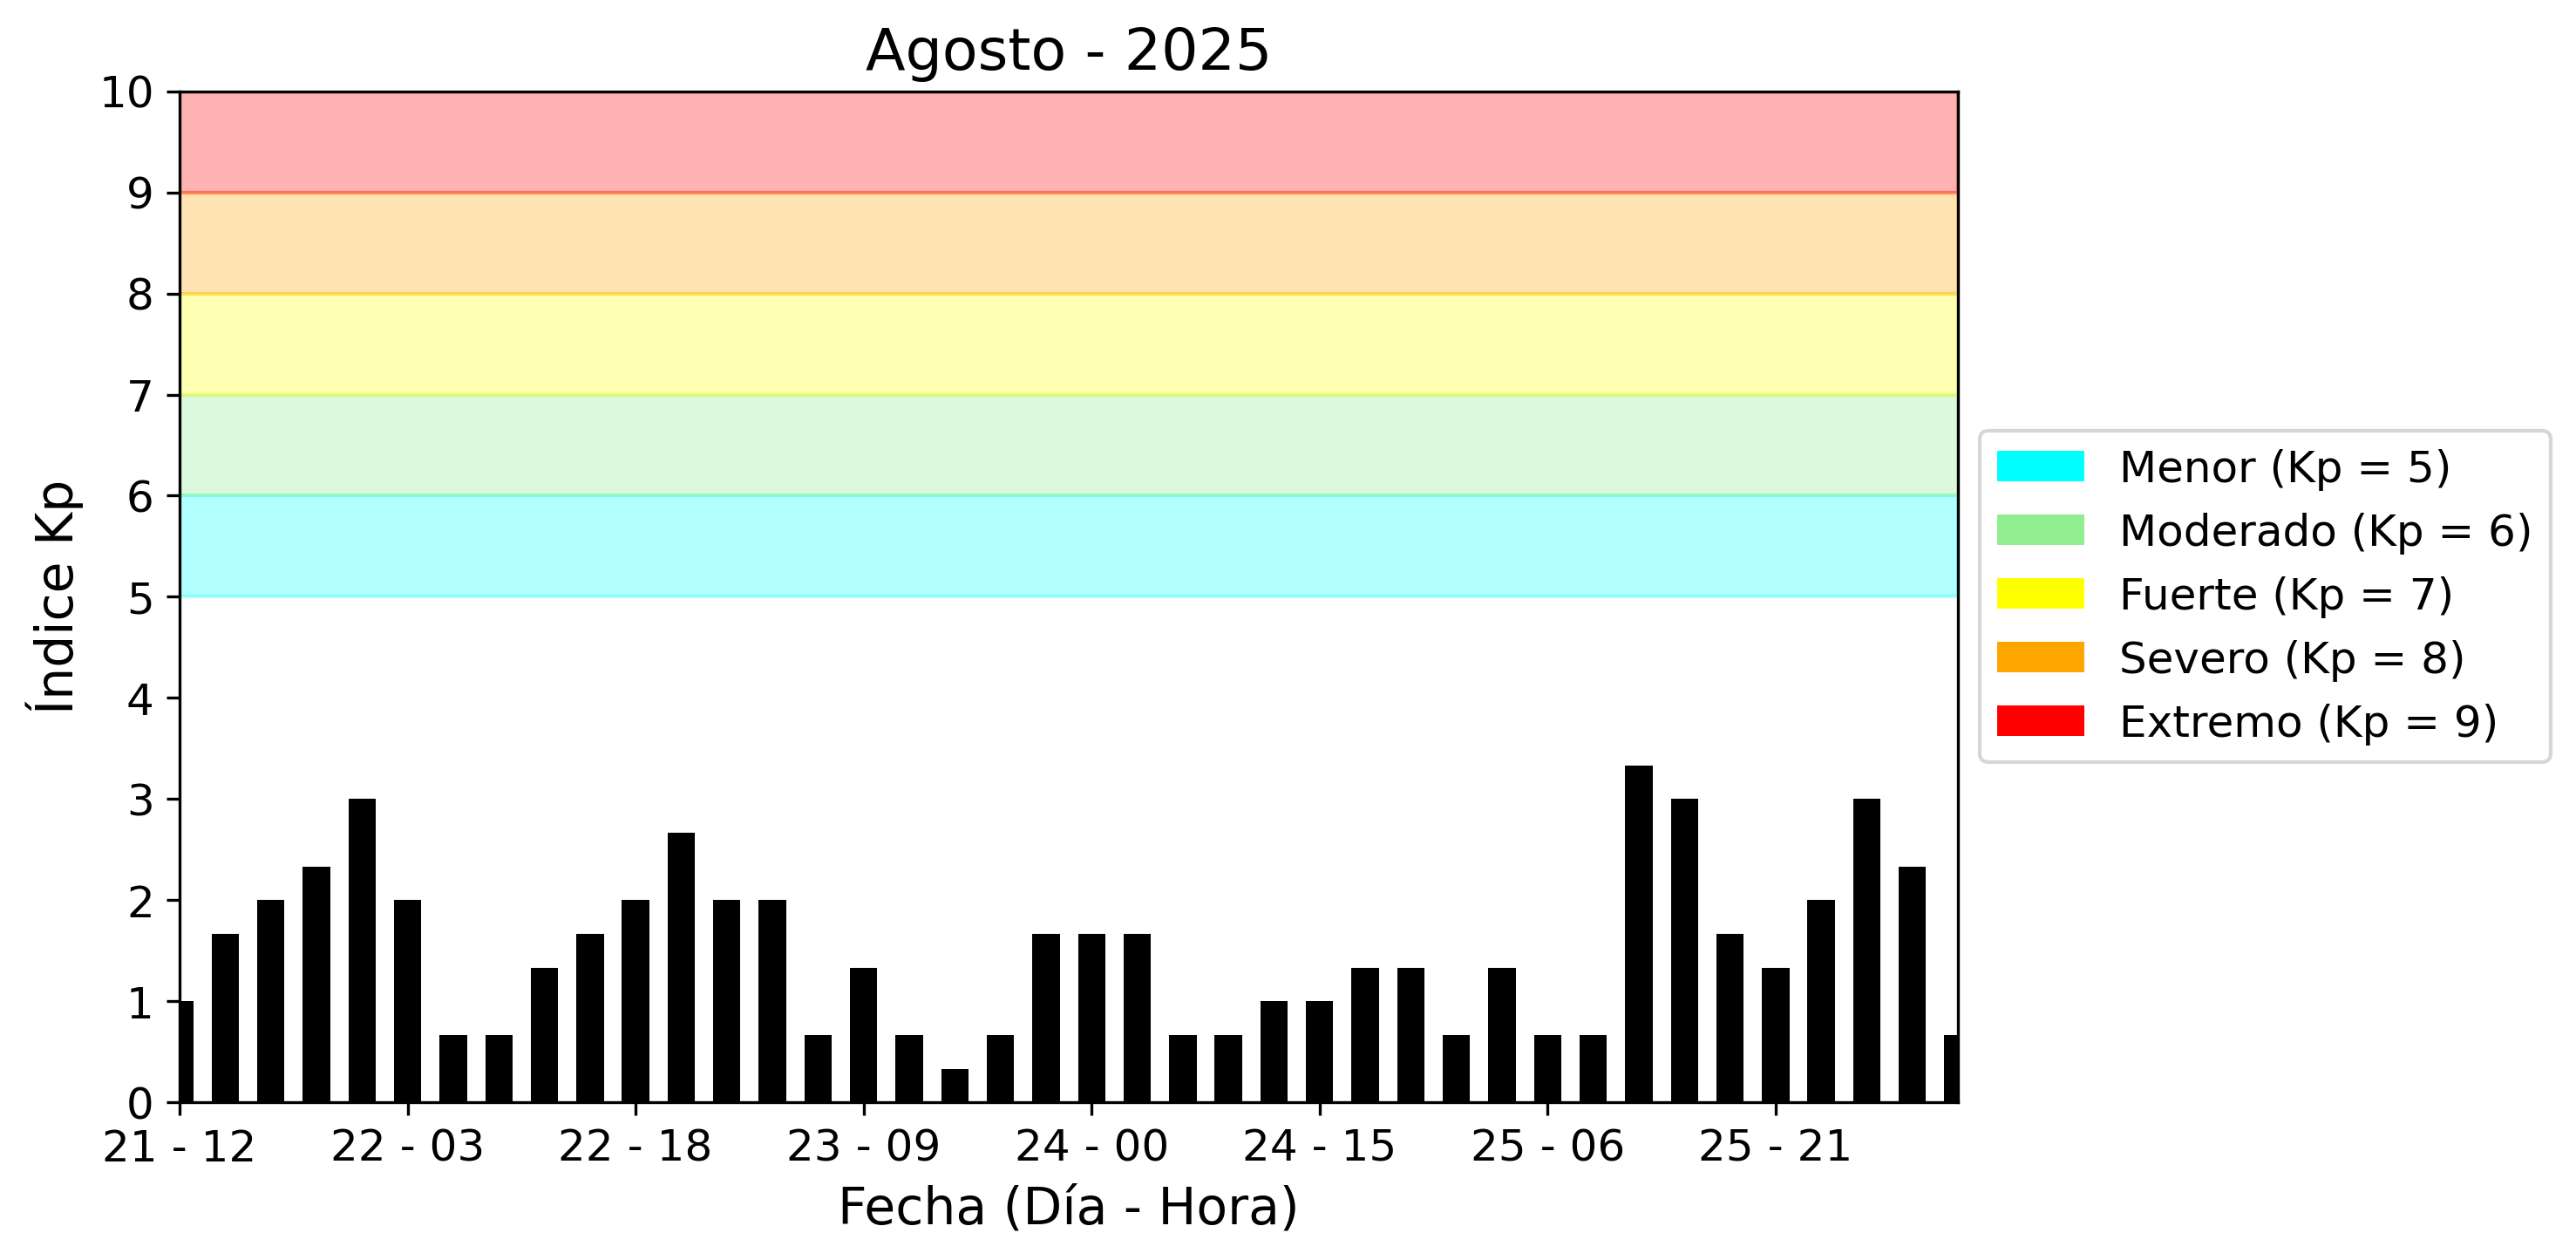 Agosto - 2025
10
9
8
7
6
5
4
3
2
1
0
Índice Kp
21 - 12
22 - 03
22 - 18
23 - 09
24 - 00
24 - 15
25 - 06
25 - 21
Fecha (Día - Hora)
Menor (Kp = 5)
Moderado (Kp = 6)
Fuerte (Kp = 7)
Severo (Kp = 8)
Extremo (Kp = 9)